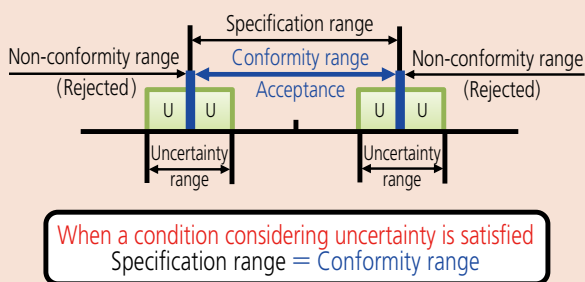 Specification range
Non-conformity range
Conformity range
Non-conformity range
(Rejected)
Acceptance
(Rejected)
U
U
U
U
Uncertainty
range
Uncertainty
range
When a condition considering uncertainty is satisfied
Specification range = Conformity range